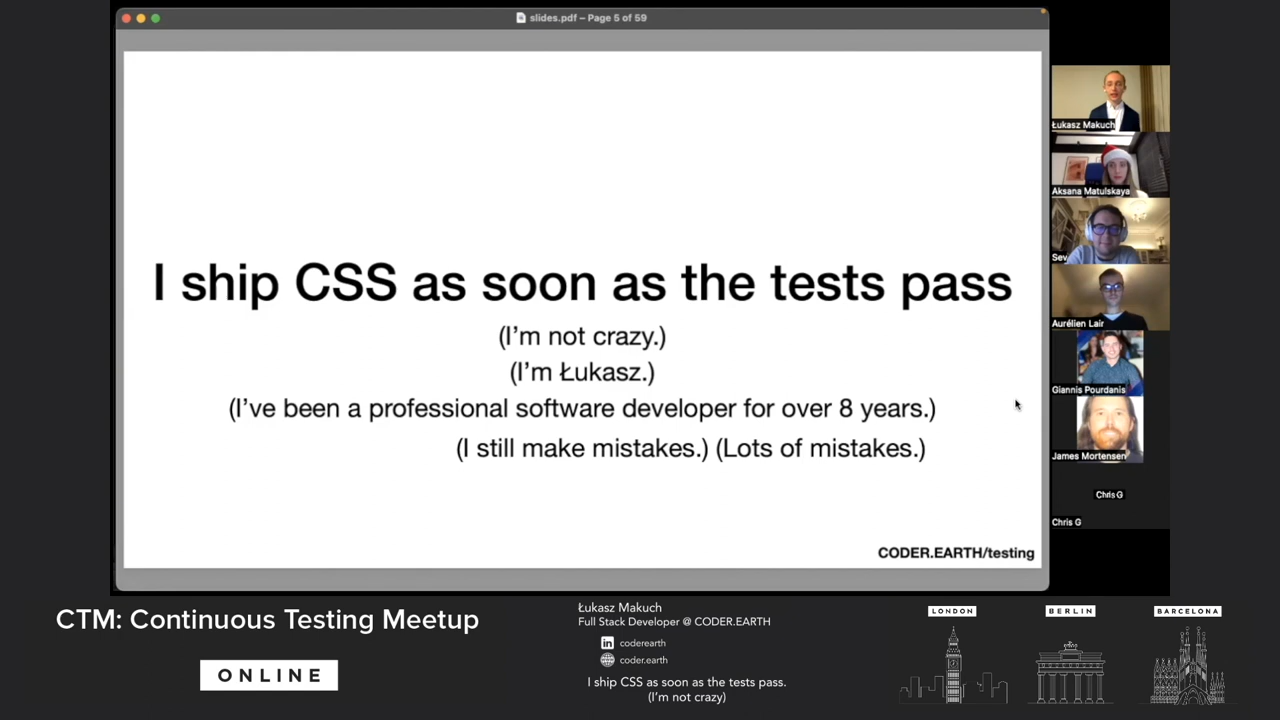 slides.pdf – Page 5 of 59
I ship CSS as soon as the tests pass
(I'm not crazy.)
(I'm Łukasz.)
(I've been a professional software developer for over 8 years.)
(I still make mistakes.) (Lots of mistakes.)
CODER.EARTH/testing
Łukasz Makuch
Aksana Matulskaya
Sev
Aurélien Lair
Giannis Pourdanis
James Mortensen
Chris G
Chris G
CTM: Continuous Testing Meetup
ONLINE
Łukasz Makuch
Full Stack Developer @ CODER.EARTH
in coderearth
coder.earth
I ship CSS as soon as the tests pass.
(I'm not crazy)
LONDON
BERLIN
BARCELONA